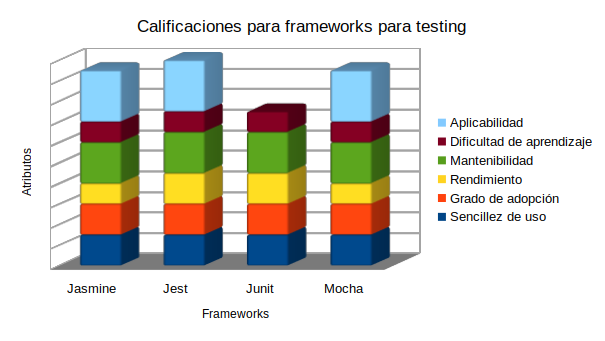 Calificaciones para frameworks para testing
Atributos
Aplicabilidad
Dificultad de aprendizaje
Mantenibilidad
Rendimiento
Grado de adopción
Sencillez de uso
Jasmine
Jest
Junit
Mocha
Frameworks